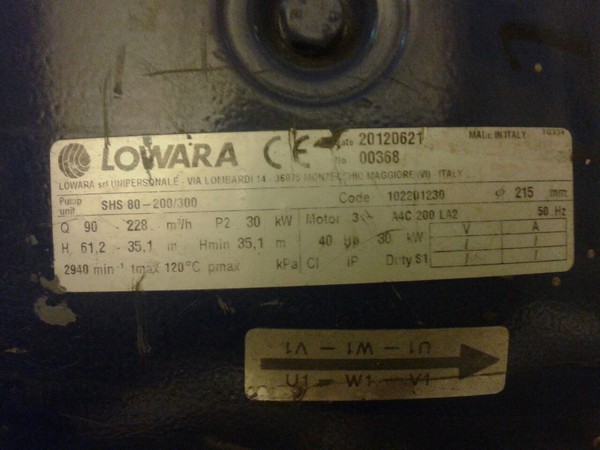 LOWARA CE Date 20120621 MADE IN ITALY
No 00368
LOWARA srl UNIPERSONALE - VIA LOMBARDI 14 - 36075 MONTECCHIO MAGGIORE (VI) - ITALY
Pump unit SHS 80-200/300 Code 102201230 ϕ 215 mm
Q 90 - 228 m³/h P2 30 kW Motor 3~ A4C 200 LA2 50 Hz
H 61,2 - 35,1 m Hmin 35,1 m 40 Hp 30 kW V A
2940 min⁻¹ tmax 120°C pmax kPa Cl IP Duty S1 / /
U1 - W1 - V1
U1 - W1 - V1